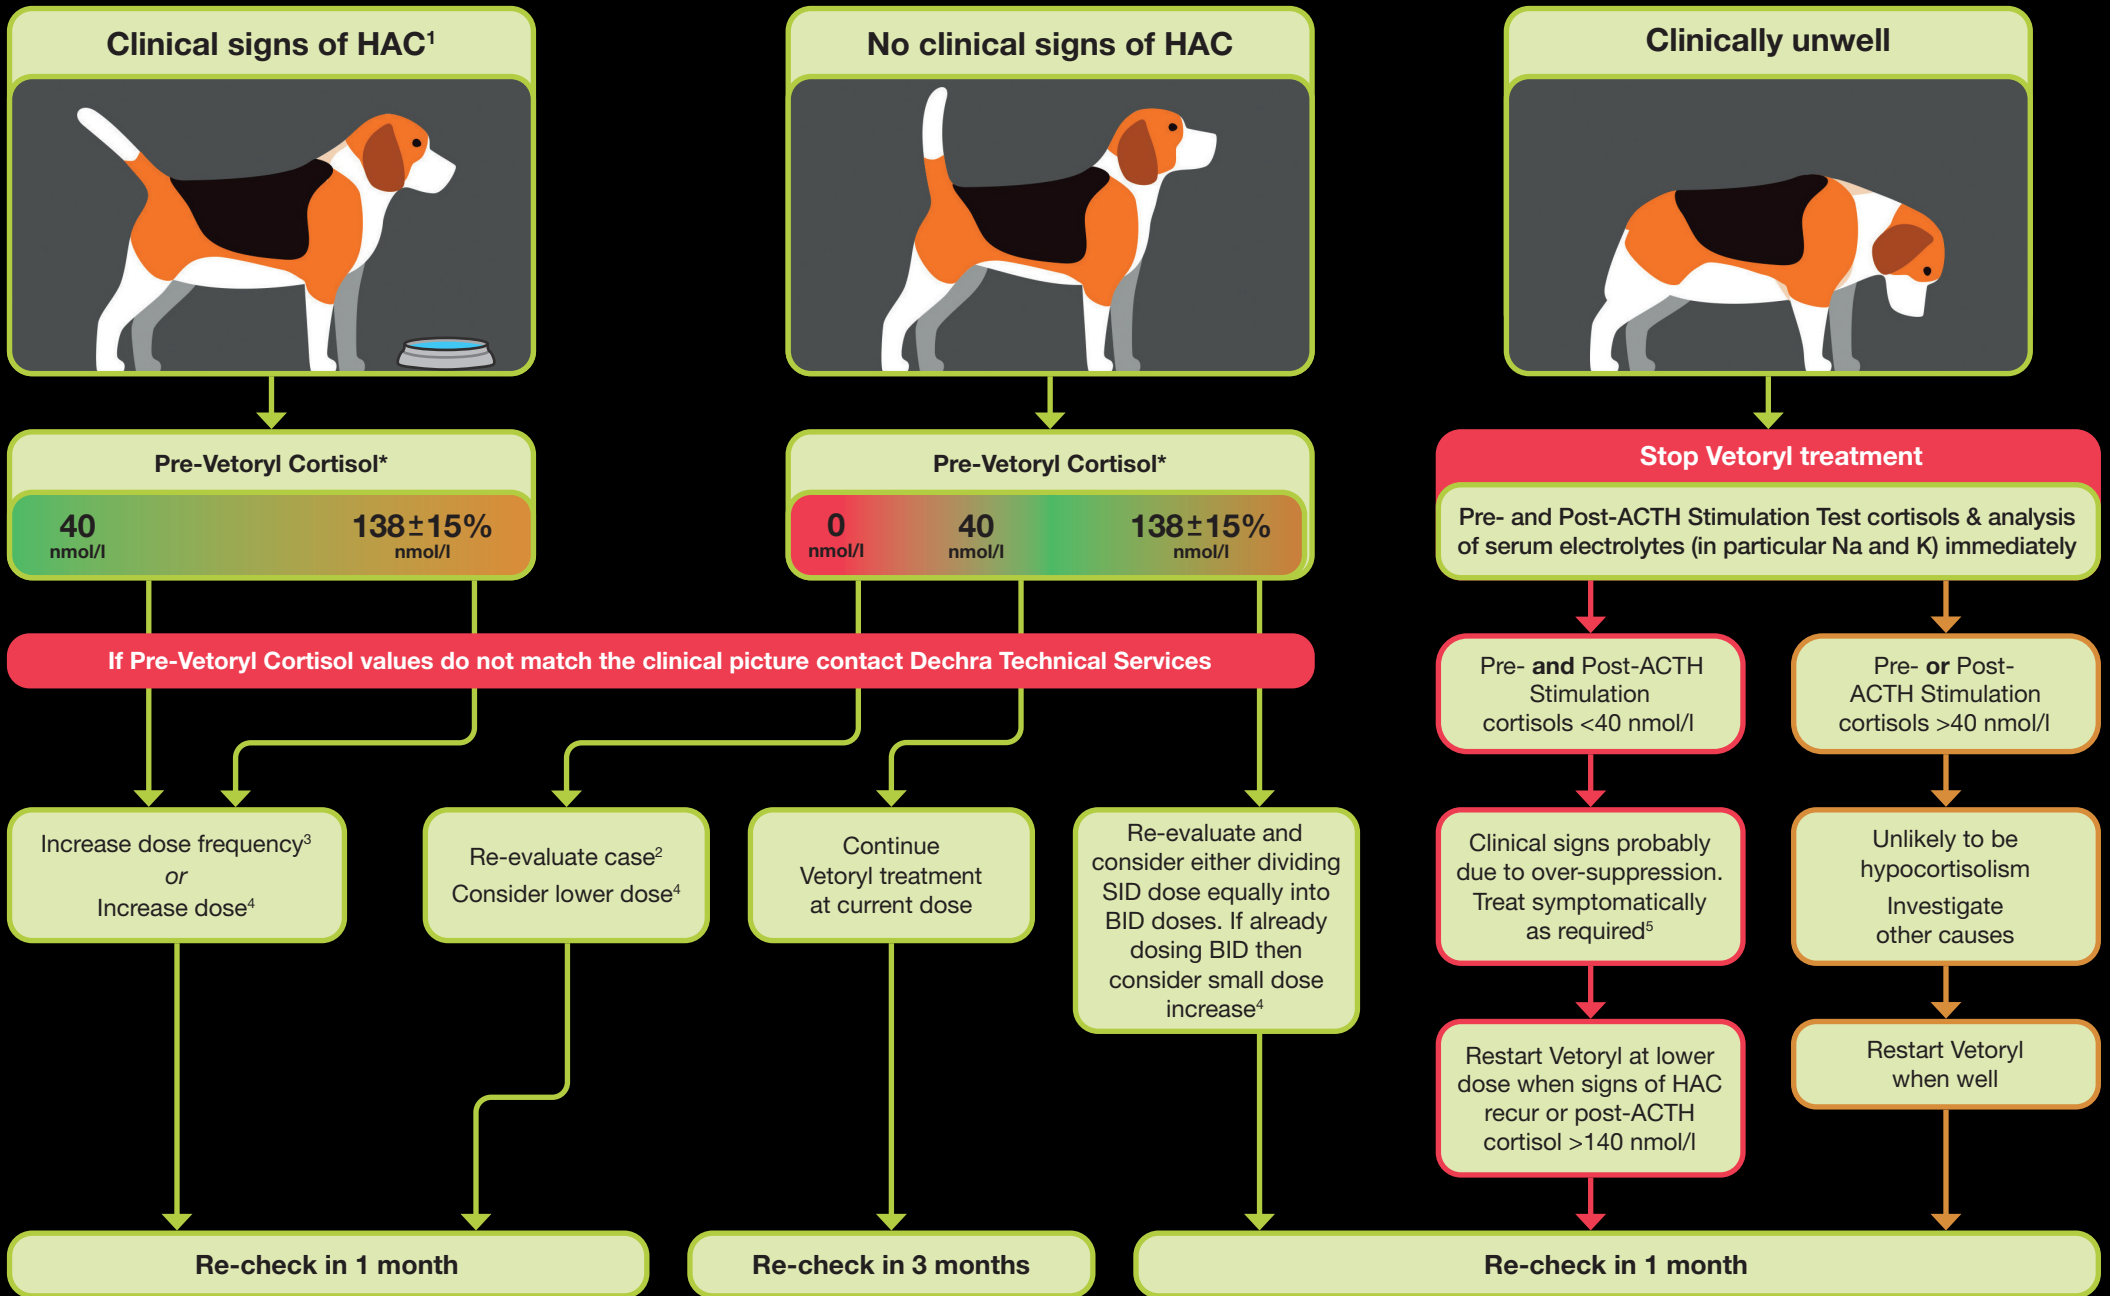 Clinical signs of HAC¹
No clinical signs of HAC
Clinically unwell
Pre-Vetoryl Cortisol*
40
nmol/l
138±15%
nmol/l
Pre-Vetoryl Cortisol*
0
nmol/l
40
nmol/l
138±15%
nmol/l
Stop Vetoryl treatment
Pre- and Post-ACTH Stimulation Test cortisols & analysis
of serum electrolytes (in particular Na and K) immediately
If Pre-Vetoryl Cortisol values do not match the clinical picture contact Dechra Technical Services
Pre- and Post-ACTH
Stimulation
cortisols <40 nmol/l
Pre- or Post-
ACTH Stimulation
cortisols >40 nmol/l
Increase dose frequency³
or
Increase dose⁴
Re-evaluate case²
Consider lower dose⁴
Continue
Vetoryl treatment
at current dose
Re-evaluate and
consider either dividing
SID dose equally into
BID doses. If already
dosing BID then
consider small dose
increase⁴
Clinical signs probably
due to over-suppression.
Treat symptomatically
as required⁵
Unlikely to be
hypocortisolism
Investigate
other causes
Restart Vetoryl at lower
dose when signs of HAC
recur or post-ACTH
cortisol >140 nmol/l
Restart Vetoryl
when well
Re-check in 1 month
Re-check in 3 months
Re-check in 1 month